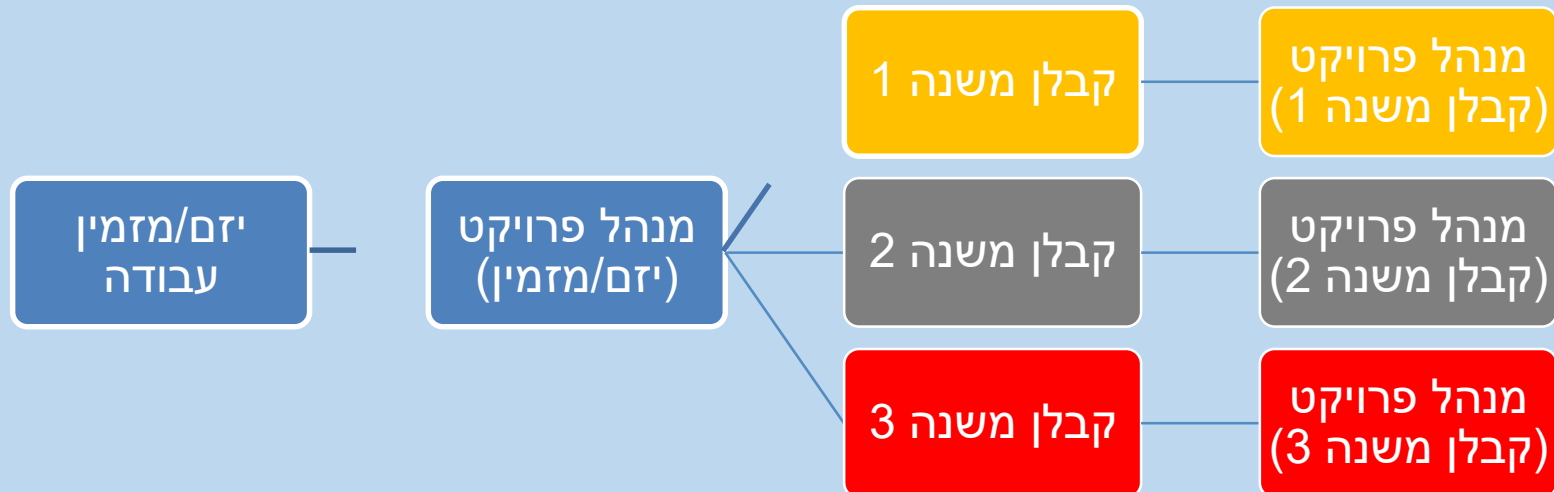 יזם/מזמין
עבודה
מנהל פרויקט
(יזם/מזמין)
קבלן משנה 1
מנהל פרויקט
(קבלן משנה 1)
קבלן משנה 2
מנהל פרויקט
(קבלן משנה 2)
קבלן משנה 3
מנהל פרויקט
(קבלן משנה 3)